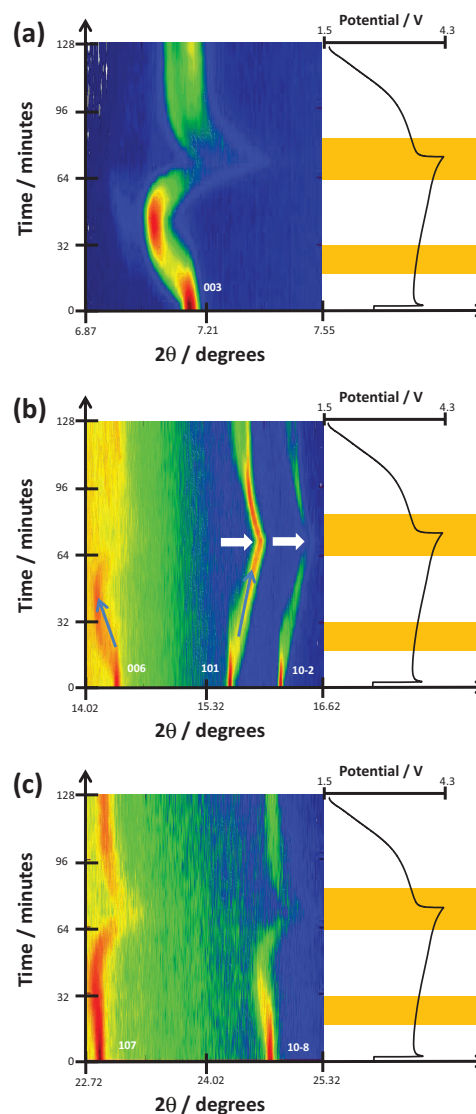 (a)
Potential / V
1.5 4.3
Time / minutes
128
96
64
32
0
003
6.87 7.21 7.55
2θ / degrees
(b)
Potential / V
1.5 4.3
Time / minutes
128
96
64
32
0
006 101 10-2
14.02 15.32 16.62
2θ / degrees
(c)
Potential / V
1.5 4.3
Time / minutes
128
96
64
32
0
107 10-8
22.72 24.02 25.32
2θ / degrees